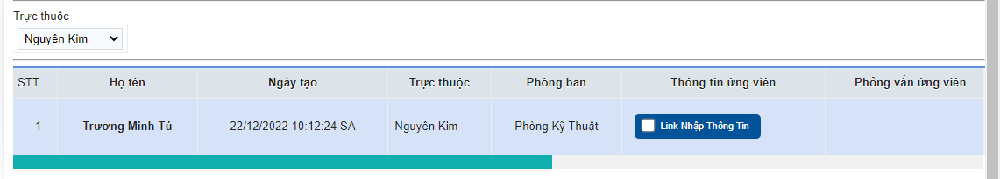 Trực thuộc
Nguyên Kim
STT Họ tên Ngày tạo Trực thuộc Phòng ban Thông tin ứng viên Phỏng vấn ứng viên
1 Trương Minh Tú 22/12/2022 10:12:24 SA Nguyên Kim Phòng Kỹ Thuật Link Nhập Thông Tin